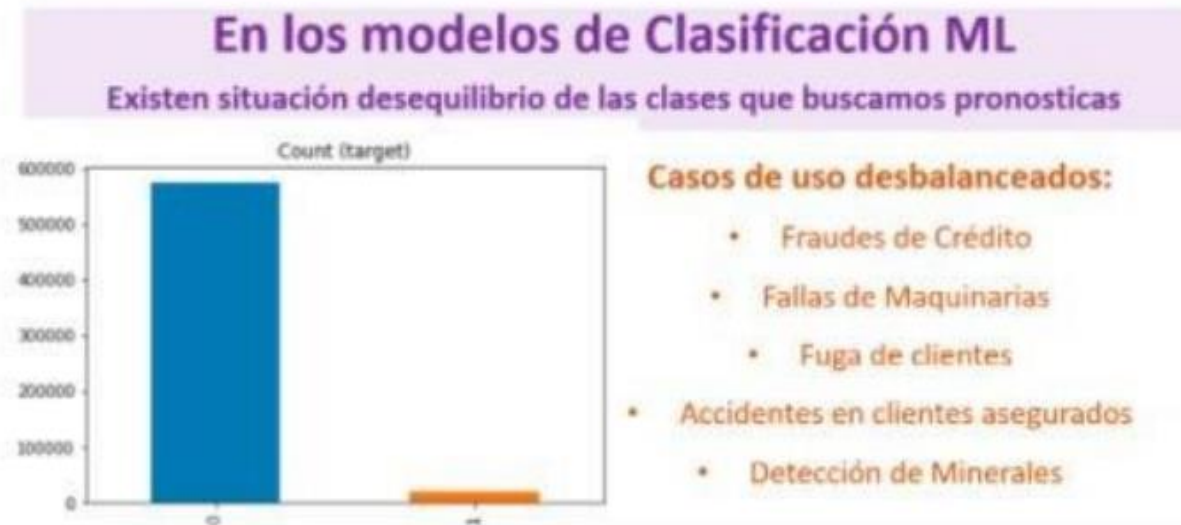 En los modelos de Clasificación ML
Existen situación desequilibrio de las clases que buscamos pronosticas
Count (target)
600000
500000
400000
300000
200000
100000
0
0
1
Casos de uso desbalanceados:
• Fraudes de Crédito
• Fallas de Maquinarias
• Fuga de clientes
• Accidentes en clientes asegurados
• Detección de Minerales